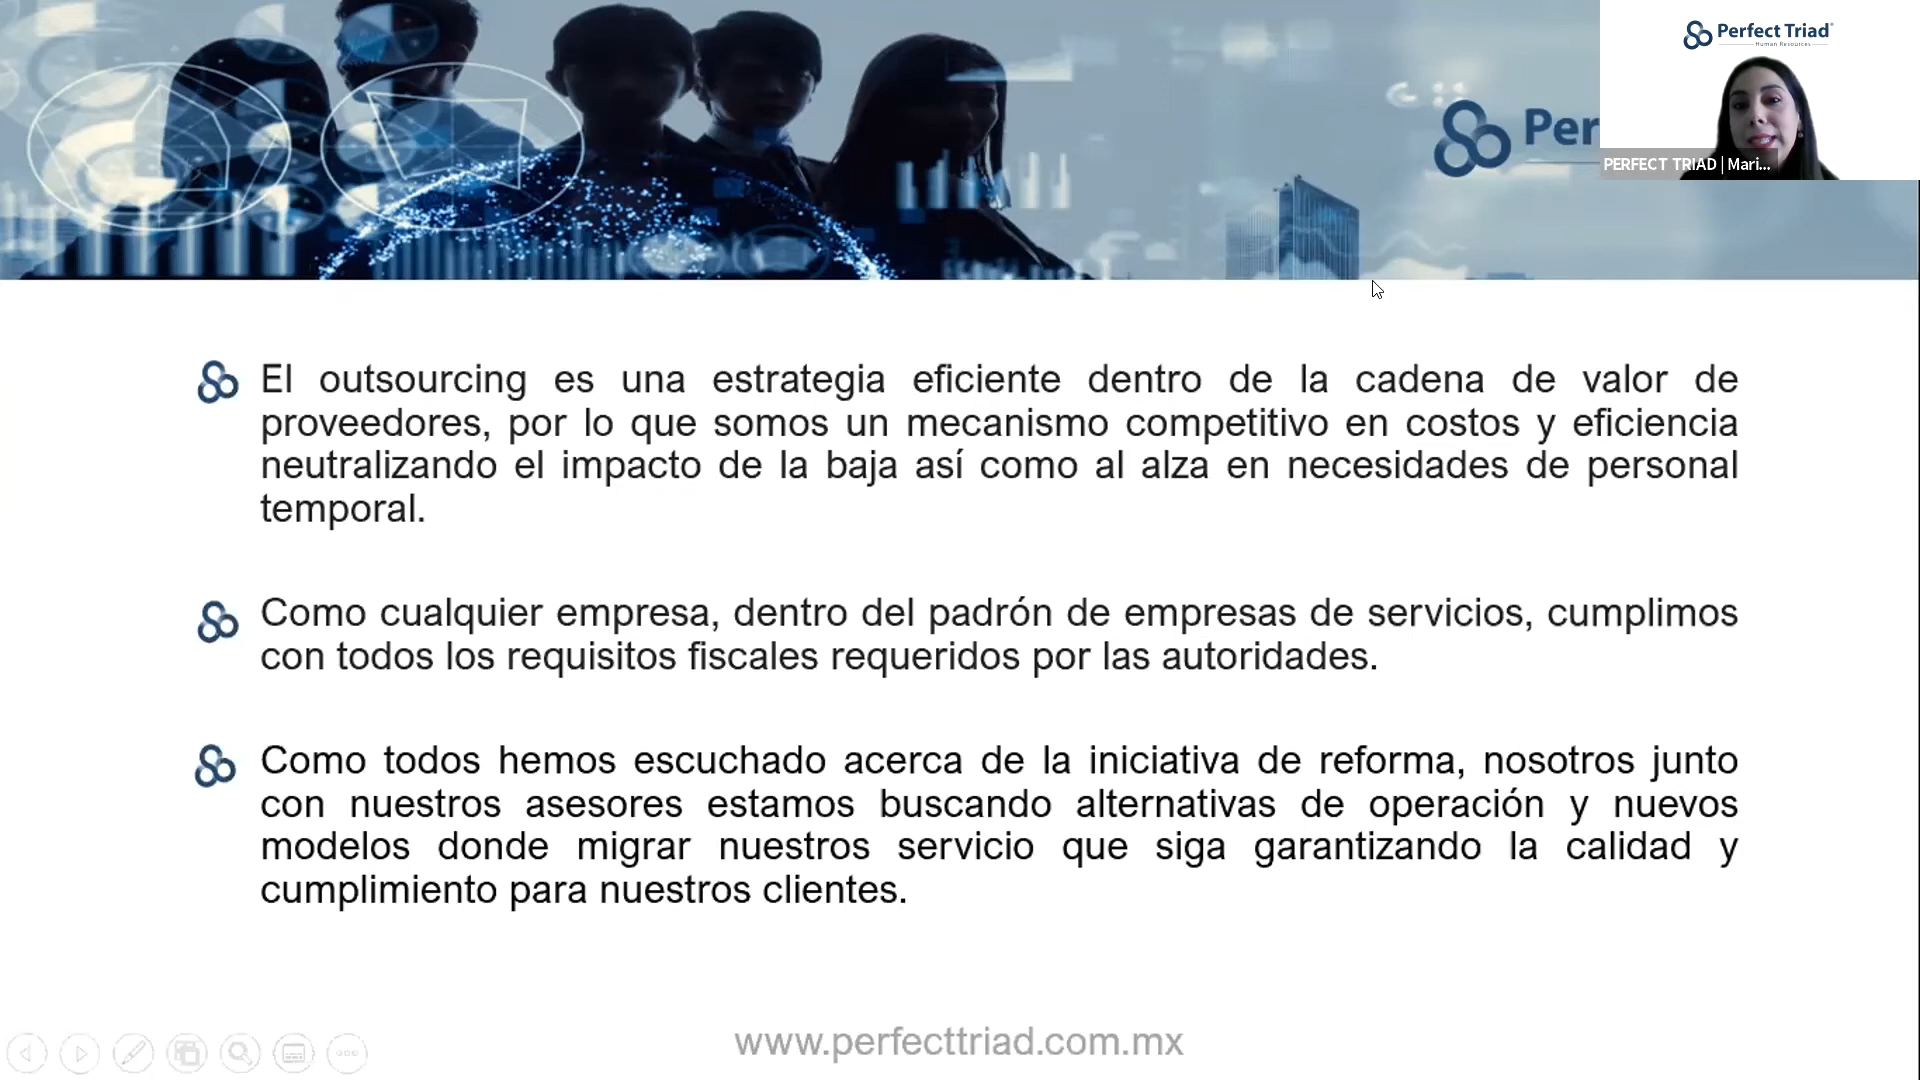 Perfect Triad
Human Resources
Per
PERFECT TRIAD | Mari...
El outsourcing es una estrategia eficiente dentro de la cadena de valor de
proveedores, por lo que somos un mecanismo competitivo en costos y eficiencia
neutralizando el impacto de la baja así como al alza en necesidades de personal
temporal.
Como cualquier empresa, dentro del padrón de empresas de servicios, cumplimos
con todos los requisitos fiscales requeridos por las autoridades.
Como todos hemos escuchado acerca de la iniciativa de reforma, nosotros junto
con nuestros asesores estamos buscando alternativas de operación y nuevos
modelos donde migrar nuestros servicio que siga garantizando la calidad y
cumplimiento para nuestros clientes.
www.perfecttriad.com.mx